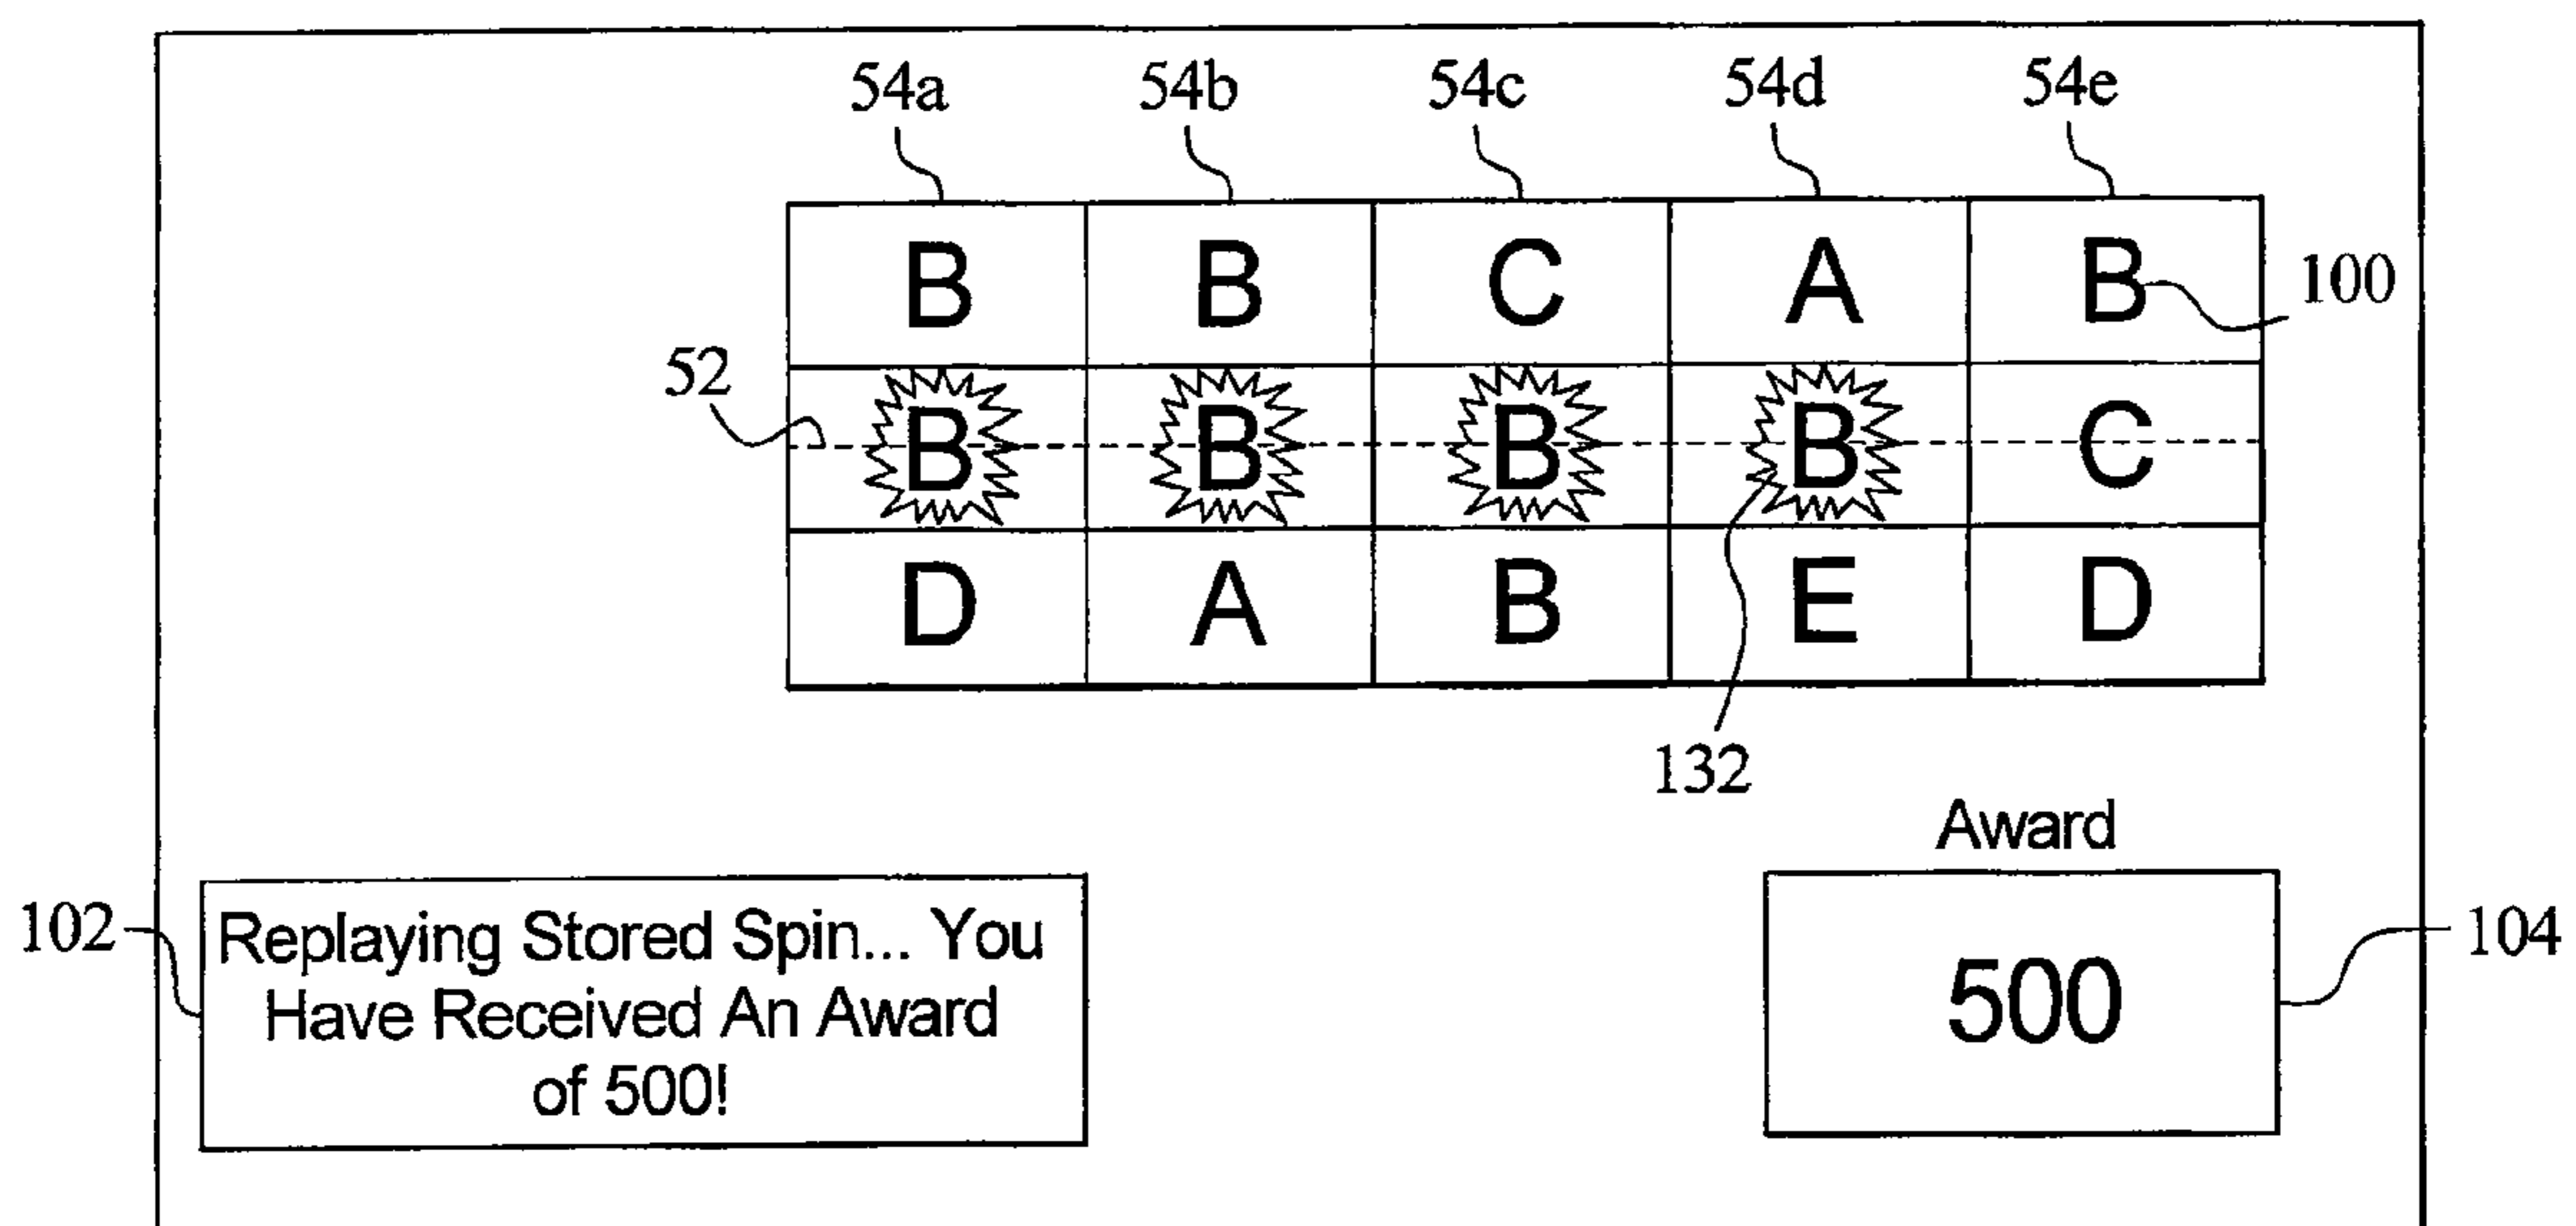 54a 54b 54c 54d 54e
B B C A B 100
52
B B B B C
D A B E D
132
Award
102 Replaying Stored Spin... You
Have Received An Award
of 500!
500 104